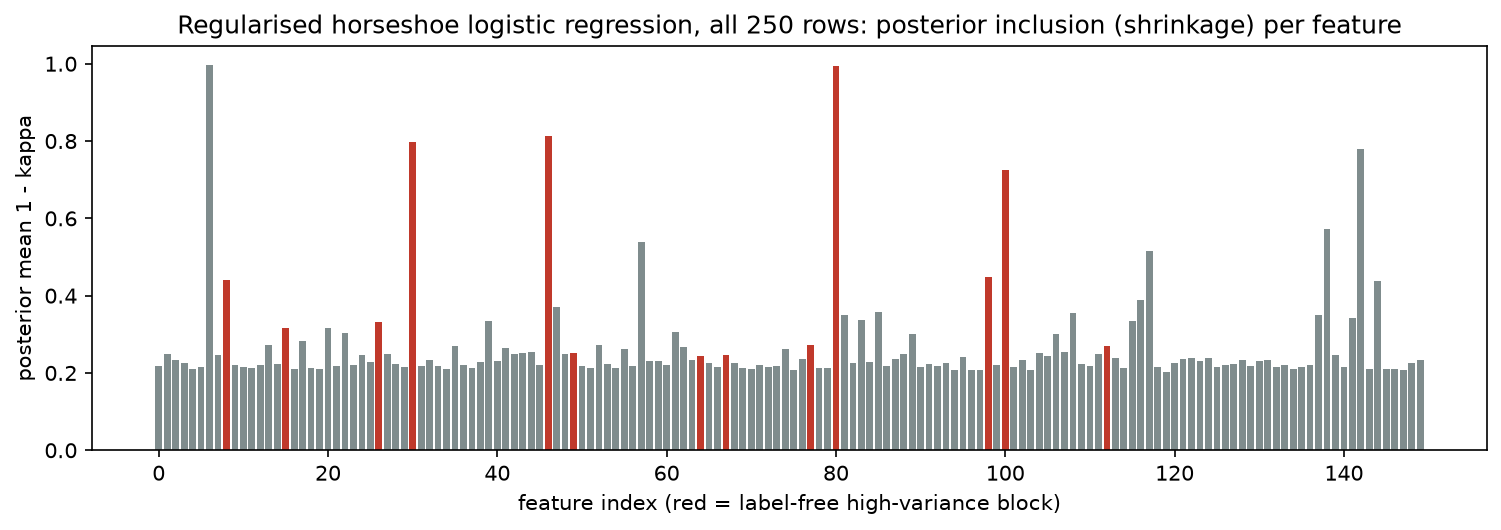 Regularised horseshoe logistic regression, all 250 rows: posterior inclusion (shrinkage) per feature
posterior mean 1 - kappa
1.0
0.8
0.6
0.4
0.2
0.0
0 20 40 60 80 100 120 140
feature index (red = label-free high-variance block)